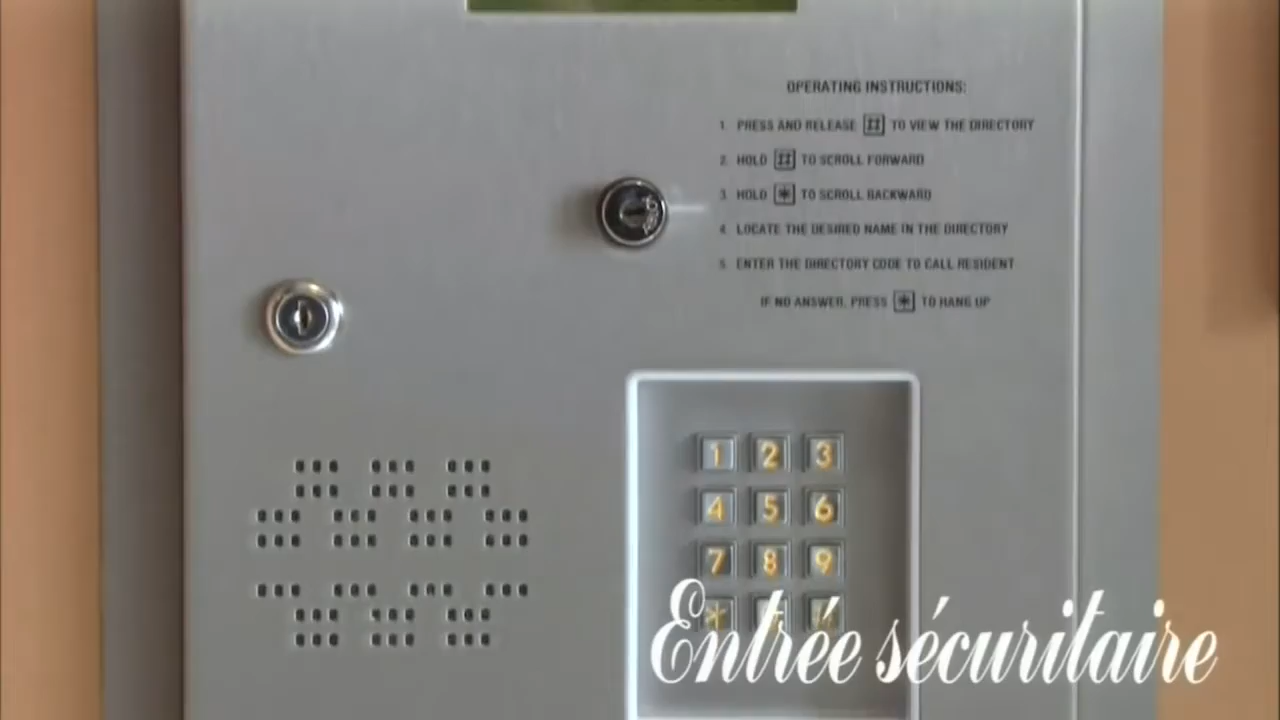 OPERATING INSTRUCTIONS:
1. PRESS AND RELEASE # TO VIEW THE DIRECTORY
2. HOLD # TO SCROLL FORWARD
3. HOLD * TO SCROLL BACKWARD
4. LOCATE THE DESIRED NAME IN THE DIRECTORY
5. ENTER THE DIRECTORY CODE TO CALL RESIDENT
IF NO ANSWER, PRESS * TO HANG UP
1 2 3
4 5 6
7 8 9
*
Entrée sécuritaire